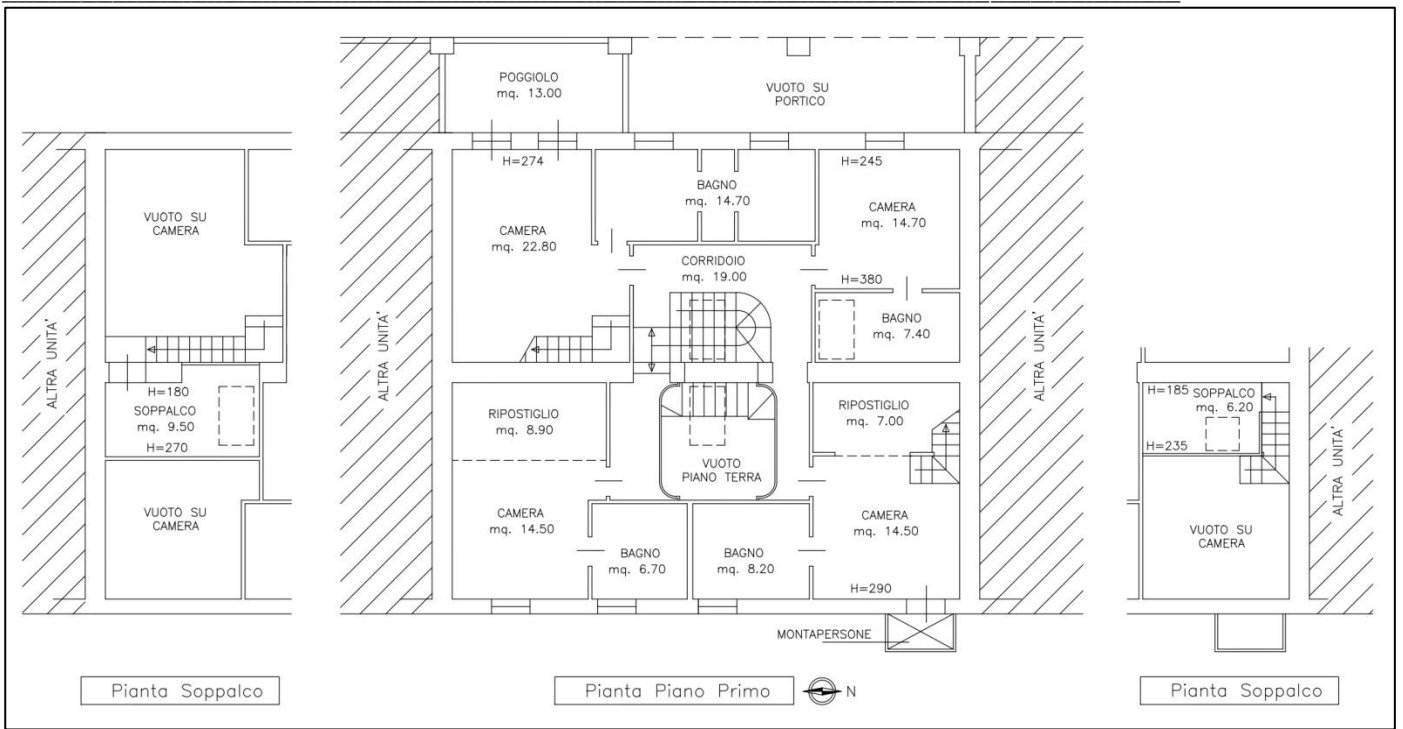 VUOTO SU
CAMERA
ALTRA UNITA'
H=180
SOPPALCO
mq. 9.50
H=270
VUOTO SU
CAMERA
Pianta Soppalco
POGGIOLO
mq. 13.00
VUOTO SU
PORTICO
H=274
H=245
BAGNO
mq. 14.70
CAMERA
mq. 22.80
CAMERA
mq. 14.70
CORRIDOIO
mq. 19.00
H=380
BAGNO
mq. 7.40
ALTRA UNITA'
ALTRA UNITA'
RIPOSTIGLIO
mq. 8.90
RIPOSTIGLIO
mq. 7.00
VUOTO
PIANO TERRA
CAMERA
mq. 14.50
CAMERA
mq. 14.50
BAGNO
mq. 6.70
BAGNO
mq. 8.20
H=290
MONTAPERSONE
Pianta Piano Primo
N
H=185
SOPPALCO
mq. 6.20
H=235
VUOTO SU
CAMERA
ALTRA UNITA'
Pianta Soppalco